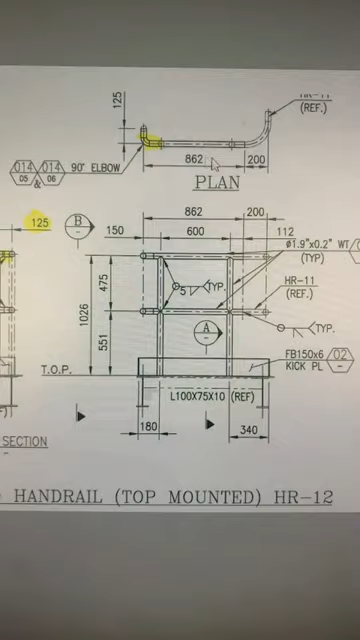 125
HR-11
(REF.)
014
05
&
014
06
90° ELBOW
862
200
PLAN
125
B
-
862
200
150
600
112
ø1.9"x0.2" WT
(TYP)
475
5
TYP.
HR-11
(REF.)
1026
551
A
-
TYP.
FB150x6
KICK PL
02
-
T.O.P.
L100X75X10 (REF)
180
340
SECTION
-
HANDRAIL (TOP MOUNTED) HR-12